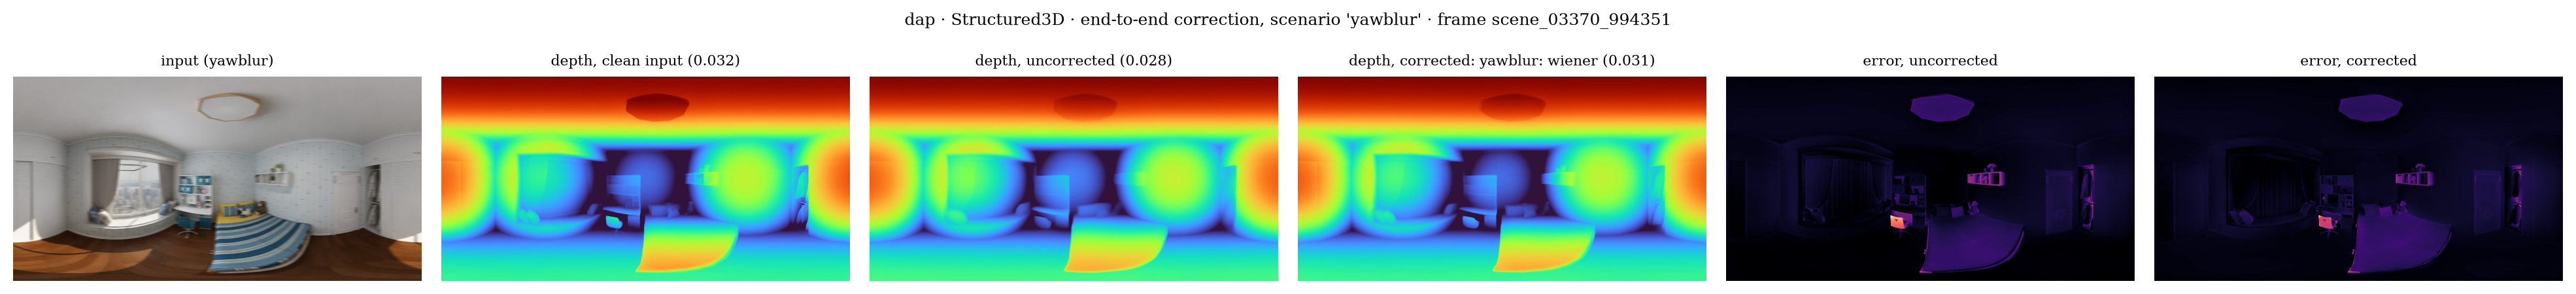 dap · Structured3D · end-to-end correction, scenario 'yawblur' · frame scene_03370_994351
input (yawblur)
depth, clean input (0.032)
depth, uncorrected (0.028)
depth, corrected: yawblur: wiener (0.031)
error, uncorrected
error, corrected